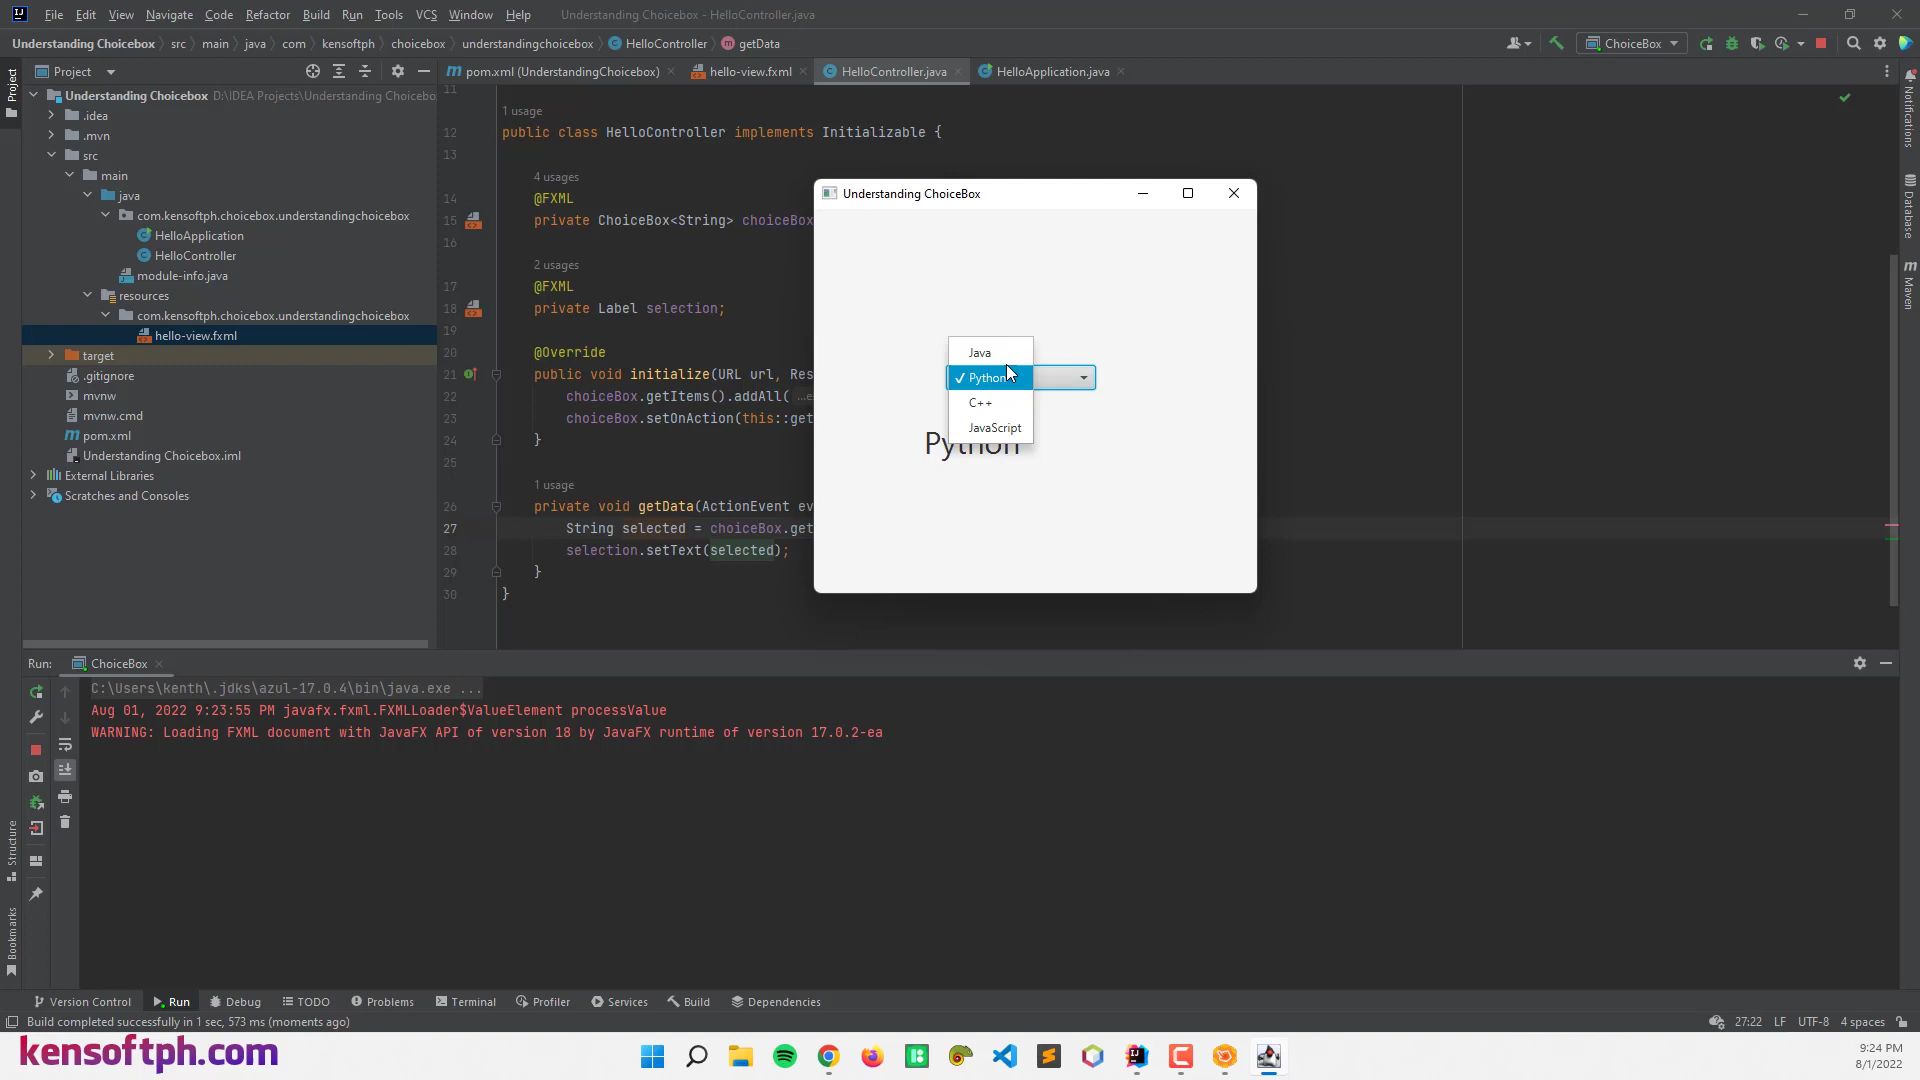 File Edit View Navigate Code Refactor Build Run Tools VCS Window Help Understanding Choicebox - HelloController.java
Understanding Choicebox src main java com kensoftph choicebox understandingchoicebox HelloController getData ChoiceBox
Project
Project
pom.xml (UnderstandingChoicebox) hello-view.fxml HelloController.java HelloApplication.java
Understanding Choicebox D:\IDEA Projects\Understanding Choicebo
.idea
.mvn
src
main
java
com.kensoftph.choicebox.understandingchoicebox
HelloApplication
HelloController
module-info.java
resources
com.kensoftph.choicebox.understandingchoicebox
hello-view.fxml
target
.gitignore
mvnw
mvnw.cmd
pom.xml
Understanding Choicebox.iml
External Libraries
Scratches and Consoles
11
1 usage
12 public class HelloController implements Initializable {
13
4 usages
14 @FXML
15 private ChoiceBox<String> choiceBox
16
2 usages
17 @FXML
18 private Label selection;
19
20 @Override
21 public void initialize(URL url, Res
22 choiceBox.getItems().addAll( ...e
23 choiceBox.setOnAction(this::get
24 }
25
1 usage
26 private void getData(ActionEvent ev
27 String selected = choiceBox.get
28 selection.setText(selected);
29 }
30 }
Understanding ChoiceBox
Java
Python
C++
JavaScript
Python
Notifications
Database
Maven
Structure
Bookmarks
Run: ChoiceBox
C:\Users\kenth\.jdks\azul-17.0.4\bin\java.exe ...
Aug 01, 2022 9:23:55 PM javafx.fxml.FXMLLoader$ValueElement processValue
WARNING: Loading FXML document with JavaFX API of version 18 by JavaFX runtime of version 17.0.2-ea
Version Control Run Debug TODO Problems Terminal Profiler Services Build Dependencies
Build completed successfully in 1 sec, 573 ms (moments ago) 27:22 LF UTF-8 4 spaces
kensoftph.com
9:24 PM
8/1/2022